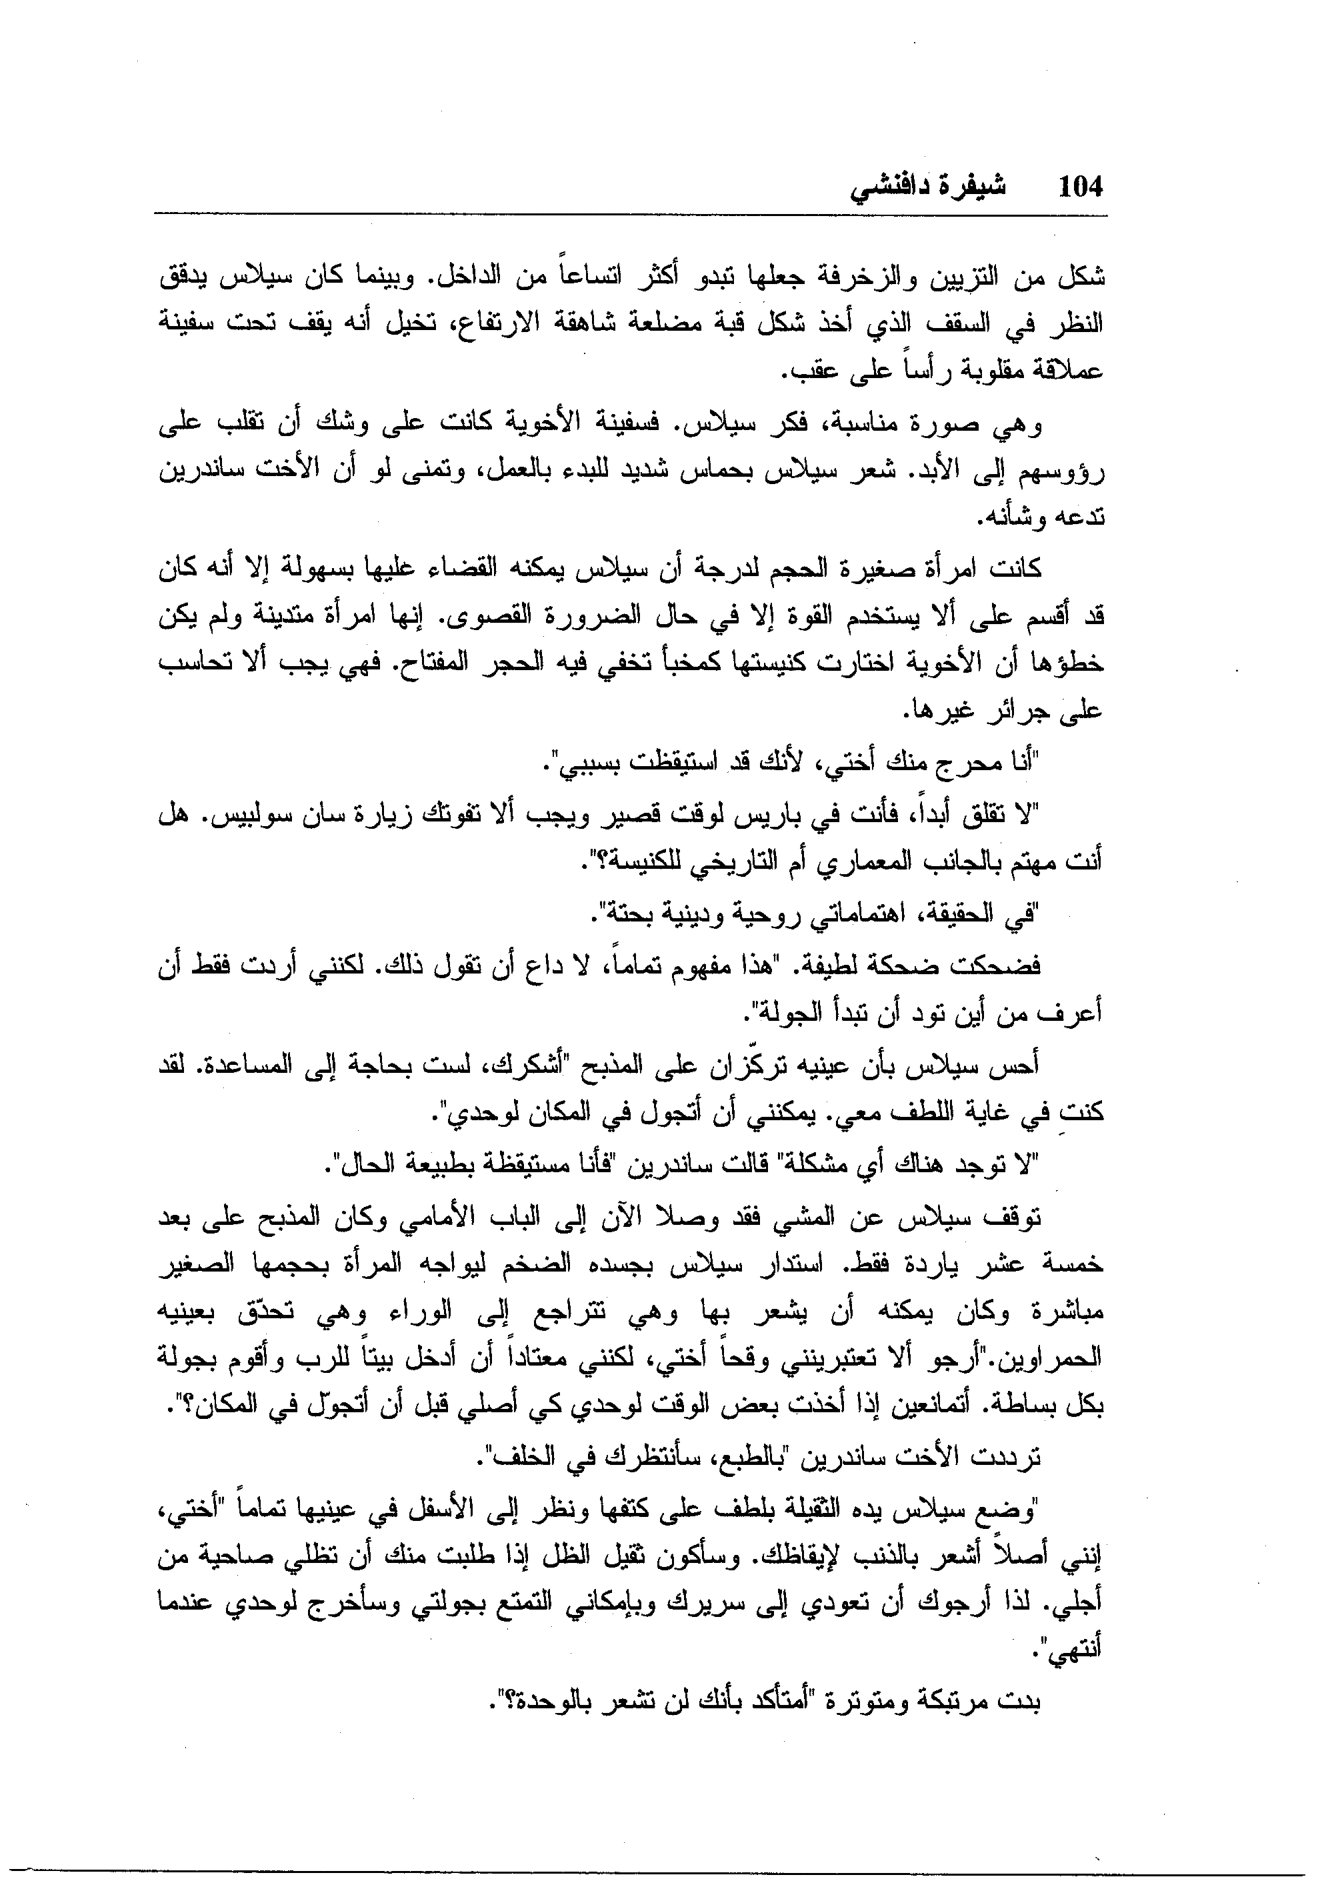 104 شيفرة دافنشي
شكل من التزيين والزخرفة جعلها تبدو أكثر اتساعاً من الداخل. وبينما كان سيلاس يدقق
النظر في السقف الذي أخذ شكل قبة مضلعة شاهقة الارتفاع، تخيل أنه يقف تحت سفينة
عملاقة مقلوبة رأساً على عقب.
وهي صورة مناسبة، فكر سيلاس. فسفينة الأخوية كانت على وشك أن تقلب على
رؤوسهم إلى الأبد. شعر سيلاس بحماس شديد للبدء بالعمل، وتمنى لو أن الأخت ساندرين
تدعه وشأنه.
كانت امرأة صغيرة الحجم لدرجة أن سيلاس يمكنه القضاء عليها بسهولة إلا أنه كان
قد أقسم على ألا يستخدم القوة إلا في حال الضرورة القصوى. إنها امرأة متدينة ولم يكن
خطؤها أن الأخوية اختارت كنيستها كمخبأ تخفي فيه الحجر المفتاح. فهي يجب ألا تحاسب
على جرائر غيرها.
"أنا محرج منك أختي، لأنك قد استيقظت بسببي".
"لا تقلق أبداً، فأنت في باريس لوقت قصير ويجب ألا تفوتك زيارة سان سولبيس. هل
أنت مهتم بالجانب المعماري أم التاريخي للكنيسة؟".
"في الحقيقة، اهتماماتي روحية ودينية بحتة".
فضحكت ضحكة لطيفة. "هذا مفهوم تماماً، لا داع أن تقول ذلك. لكنني أردت فقط أن
أعرف من أين تود أن تبدأ الجولة".
أحس سيلاس بأن عينيه تركّزان على المذبح "أشكرك، لست بحاجة إلى المساعدة. لقد
كنت في غاية اللطف معي. يمكنني أن أتجول في المكان لوحدي".
"لا توجد هناك أي مشكلة" قالت ساندرين "فأنا مستيقظة بطبيعة الحال".
توقف سيلاس عن المشي فقد وصلا الآن إلى الباب الأمامي وكان المذبح على بعد
خمسة عشر ياردة فقط. استدار سيلاس بجسده الضخم ليواجه المرأة بحجمها الصغير
مباشرة وكان يمكنه أن يشعر بها وهي تتراجع إلى الوراء وهي تحدّق بعينيه
الحمراوين."أرجو ألا تعتبرينني وقحاً أختي، لكنني معتاداً أن أدخل بيتاً للرب وأقوم بجولة
بكل بساطة. أتمانعين إذا أخذت بعض الوقت لوحدي كي أصلي قبل أن أتجوّل في المكان؟".
ترددت الأخت ساندرين "بالطبع، سأنتظرك في الخلف".
"وضع سيلاس يده الثقيلة بلطف على كتفها ونظر إلى الأسفل في عينيها تماماً "أختي،
إنني أصلاً أشعر بالذنب لإيقاظك. وسأكون ثقيل الظل إذا طلبت منك أن تظلي صاحية من
أجلي. لذا أرجوك أن تعودي إلى سريرك وبإمكاني التمتع بجولتي وسأخرج لوحدي عندما
أنتهي".
بدت مرتبكة ومتوترة "أمتأكد بأنك لن تشعر بالوحدة؟".